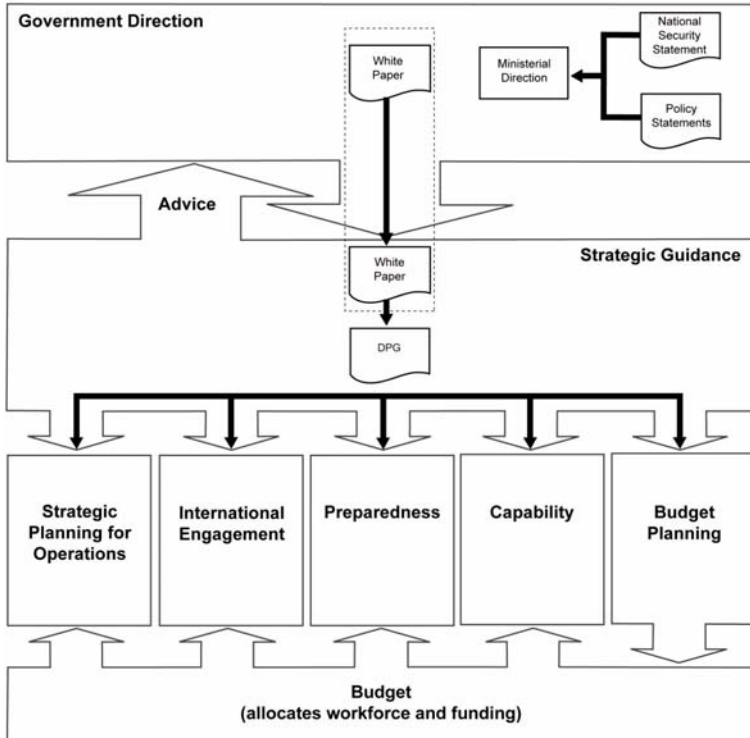 Government Direction
White
Paper
Ministerial
Direction
National
Security
Statement
Policy
Statements
Advice
White
Paper
Strategic Guidance
DPG
Strategic
Planning for
Operations
International
Engagement
Preparedness
Capability
Budget
Planning
Budget
(allocates workforce and funding)